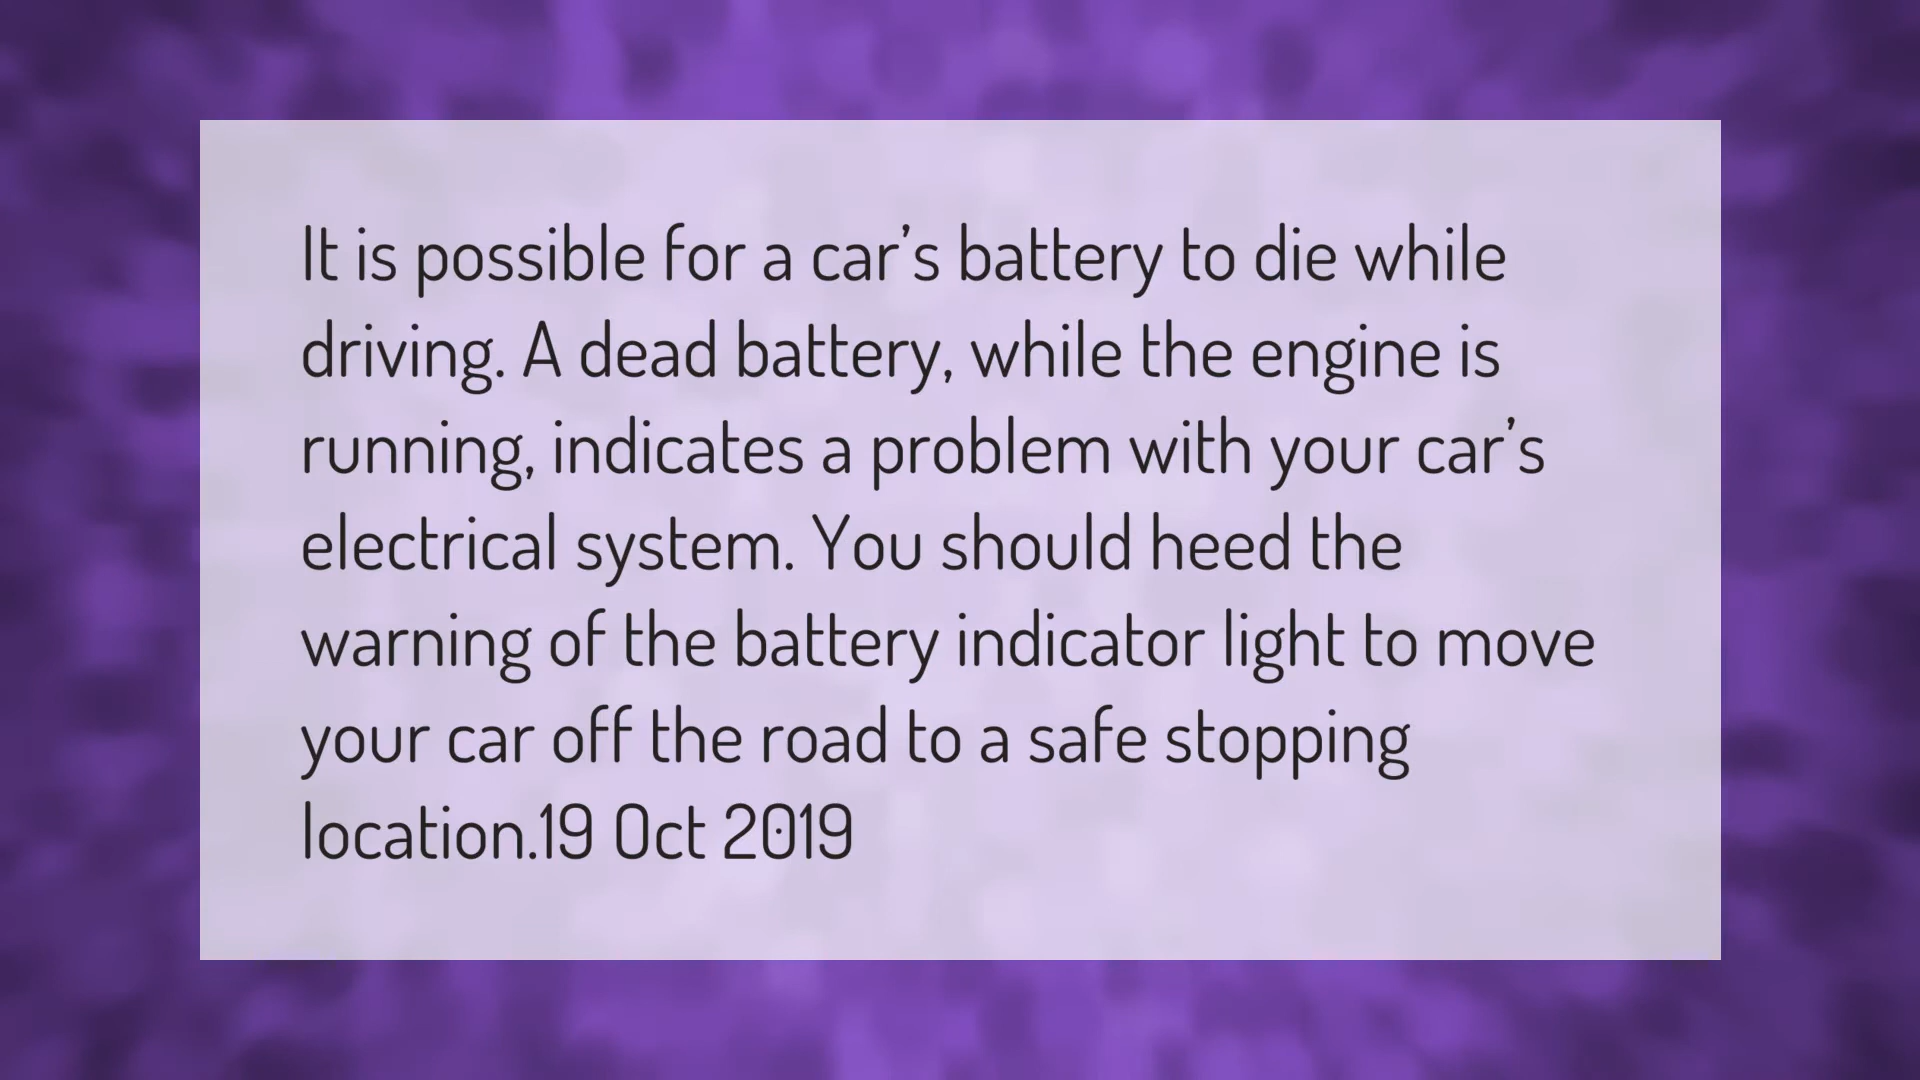 It is possible for a car’s battery to die while
driving. A dead battery, while the engine is
running, indicates a problem with your car’s
electrical system. You should heed the
warning of the battery indicator light to move
your car off the road to a safe stopping
location.19 Oct 2019